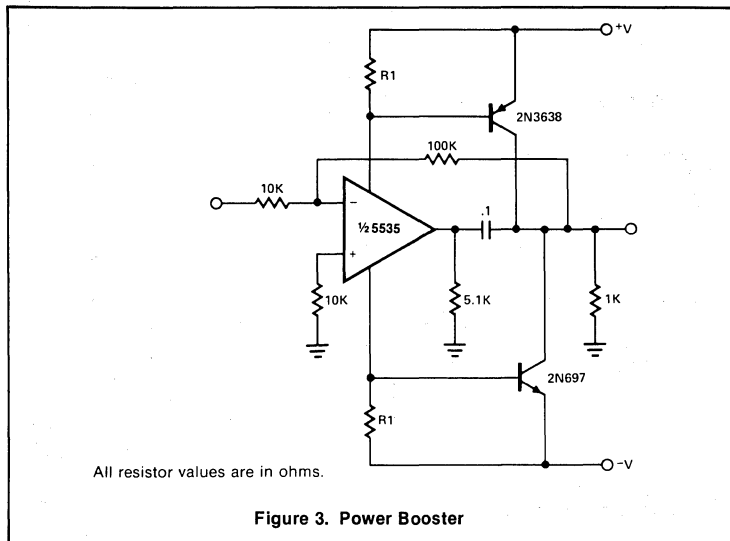 +V
R1
2N3638
100K
10K
−
½ 5535
.1
+
10K
5.1K
1K
2N697
R1
−V
All resistor values are in ohms.
Figure 3. Power Booster